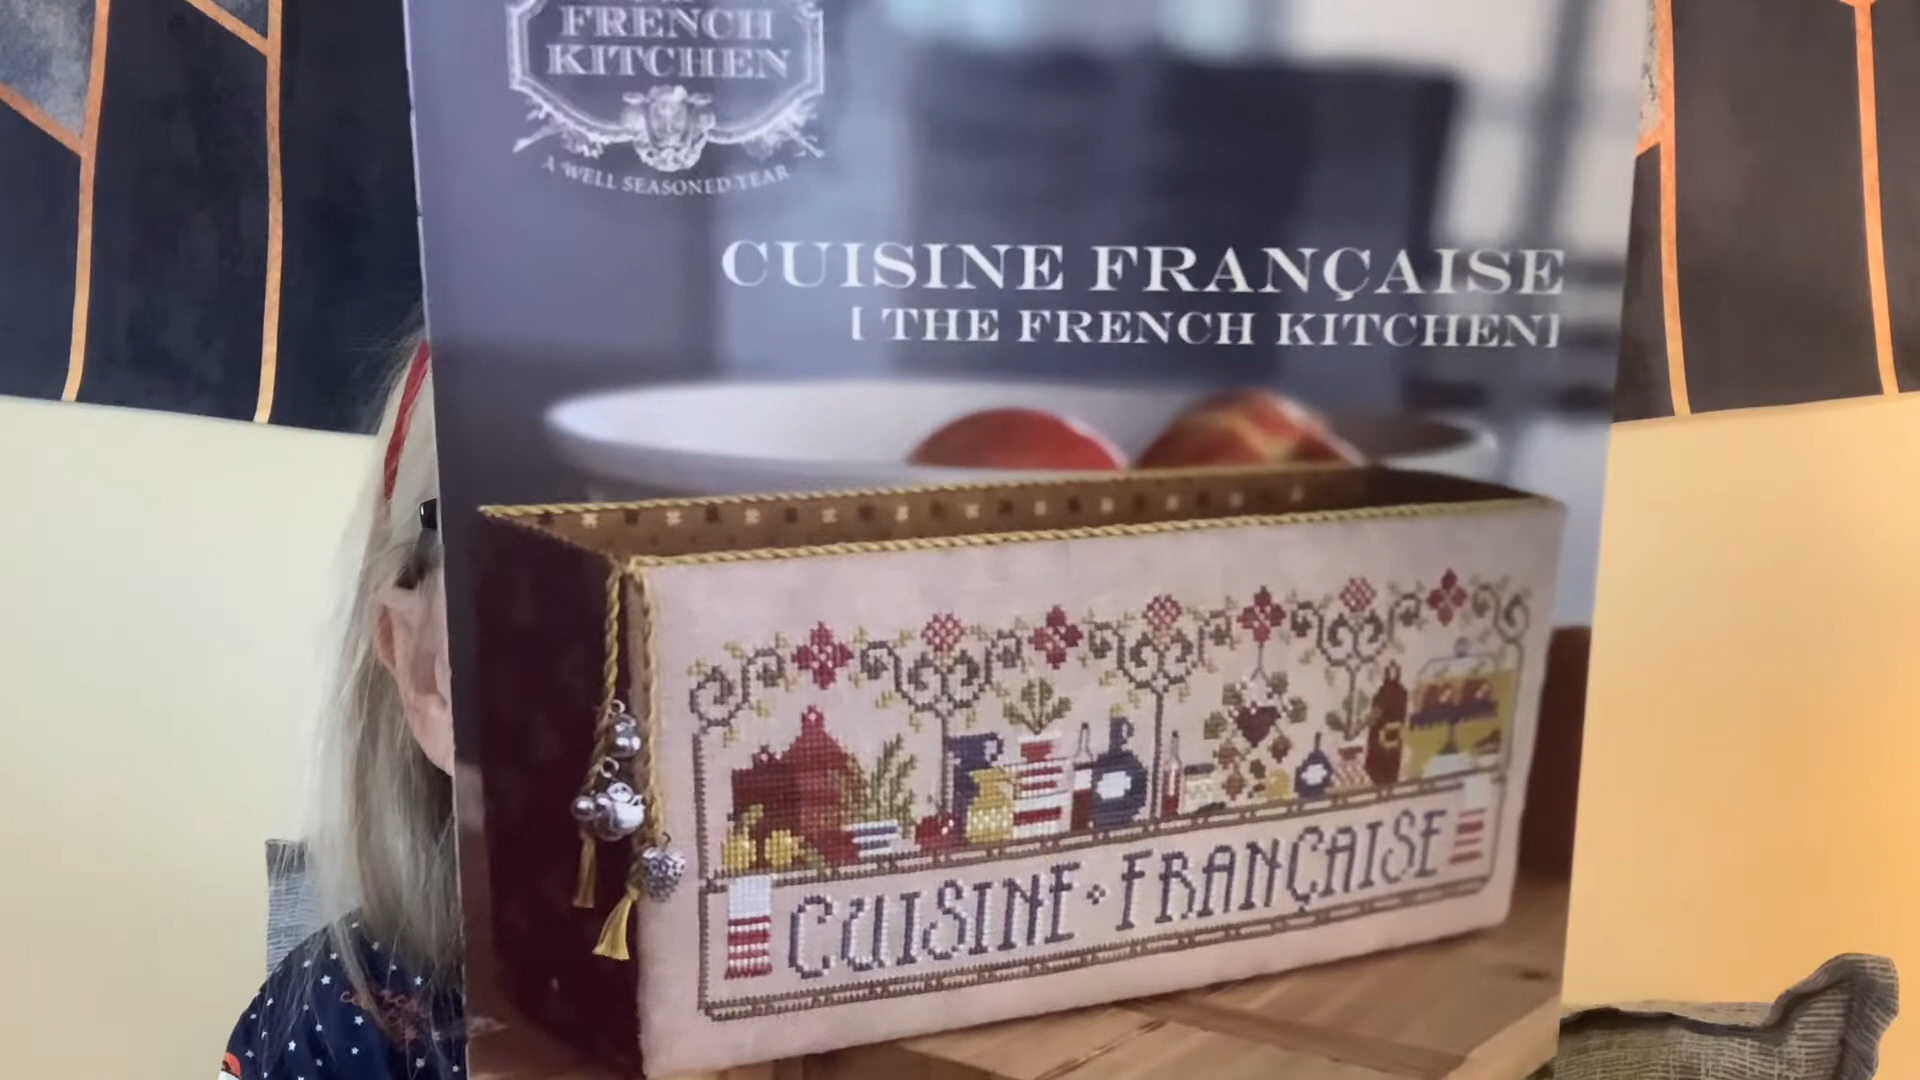 FRENCH
KITCHEN
A WELL SEASONED YEAR
CUISINE FRANÇAISE
[ THE FRENCH KITCHEN]
CUISINE FRANÇAISE